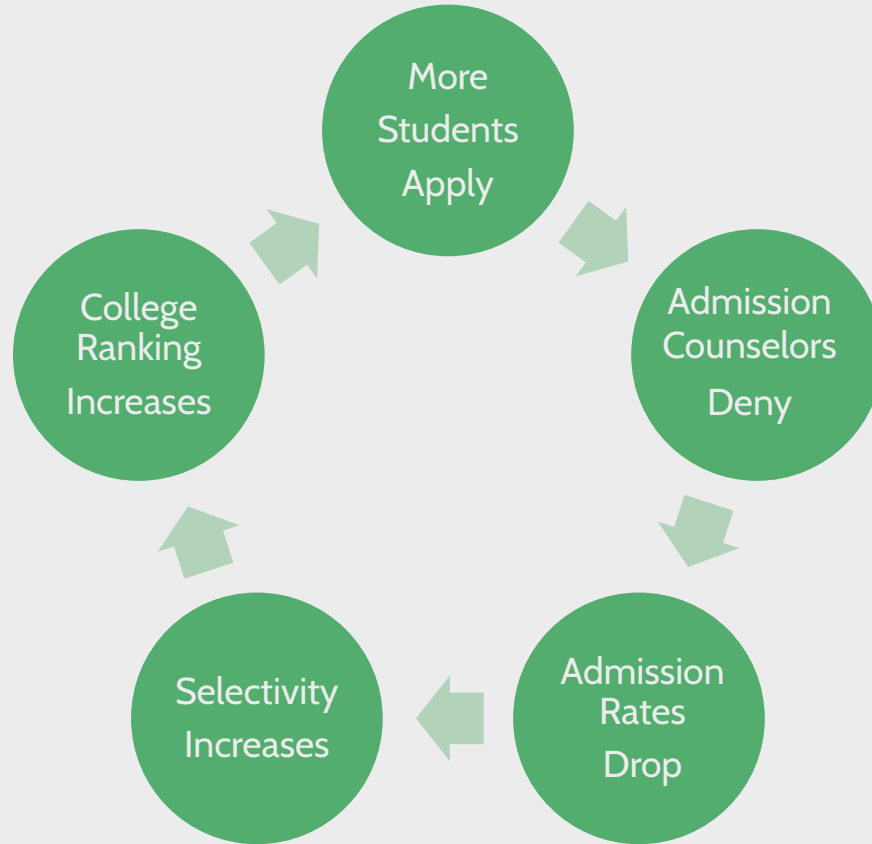 More
Students
Apply
Admission
Counselors
Deny
Admission
Rates
Drop
Selectivity
Increases
College
Ranking
Increases